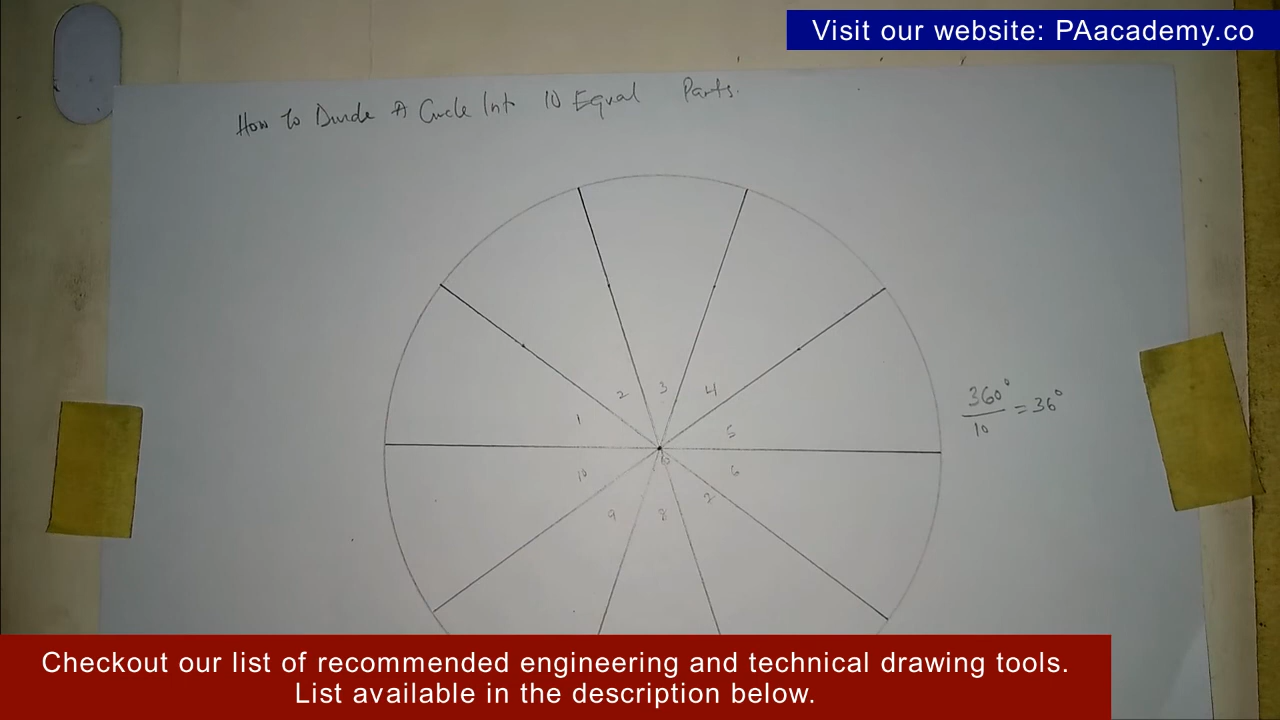 Visit our website: PAacademy.co
How To Divide A Circle Into 10 Equal Parts.
2 3 4
1 5
360°/10 = 36°
10 6
9 8 7
Checkout our list of recommended engineering and technical drawing tools.
List available in the description below.